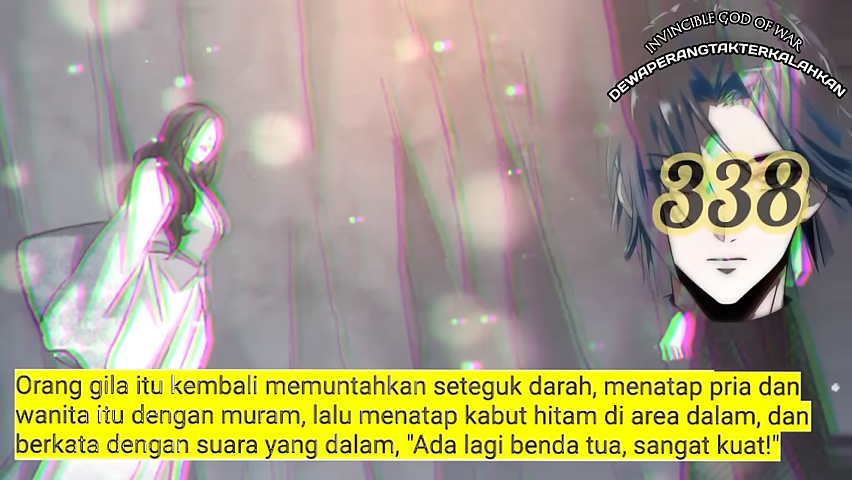 INVINCIBLE GOD OF WAR
DEWAPERANGTAKTERKALAHKAN
338
Orang gila itu kembali memuntahkan seteguk darah, menatap pria dan
wanita itu dengan muram, lalu menatap kabut hitam di area dalam, dan
berkata dengan suara yang dalam, "Ada lagi benda tua, sangat kuat!"